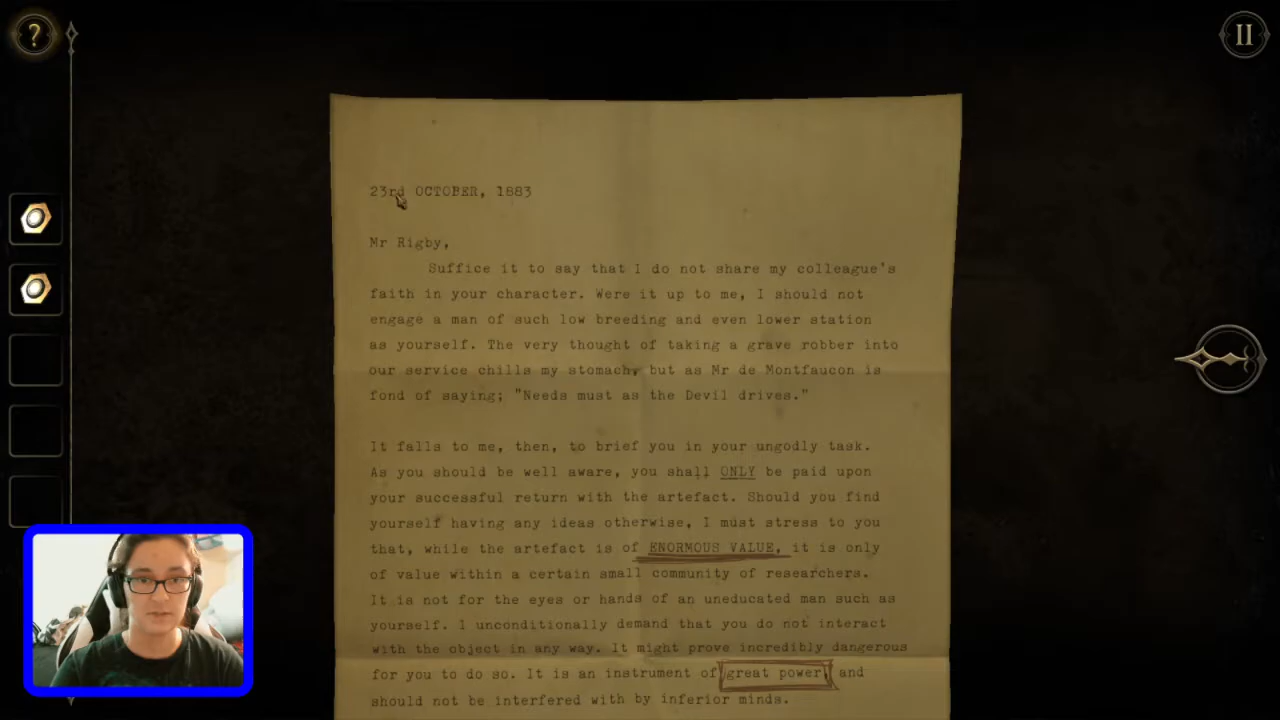 ?
II
23rd OCTOBER, 1883
Mr Rigby,
Suffice it to say that I do not share my colleague's
faith in your character. Were it up to me, I should not
engage a man of such low breeding and even lower station
as yourself. The very thought of taking a grave robber into
our service chills my stomach, but as Mr de Montfaucon is
fond of saying; "Needs must as the Devil drives."
It falls to me, then, to brief you in your ungodly task.
As you should be well aware, you shall ONLY be paid upon
your successful return with the artefact. Should you find
yourself having any ideas otherwise, I must stress to you
that, while the artefact is of ENORMOUS VALUE, it is only
of value within a certain small community of researchers.
It is not for the eyes or hands of an uneducated man such as
yourself. I unconditionally demand that you do not interact
with the object in any way. It might prove incredibly dangerous
for you to do so. It is an instrument of great power, and
should not be interfered with by inferior minds.